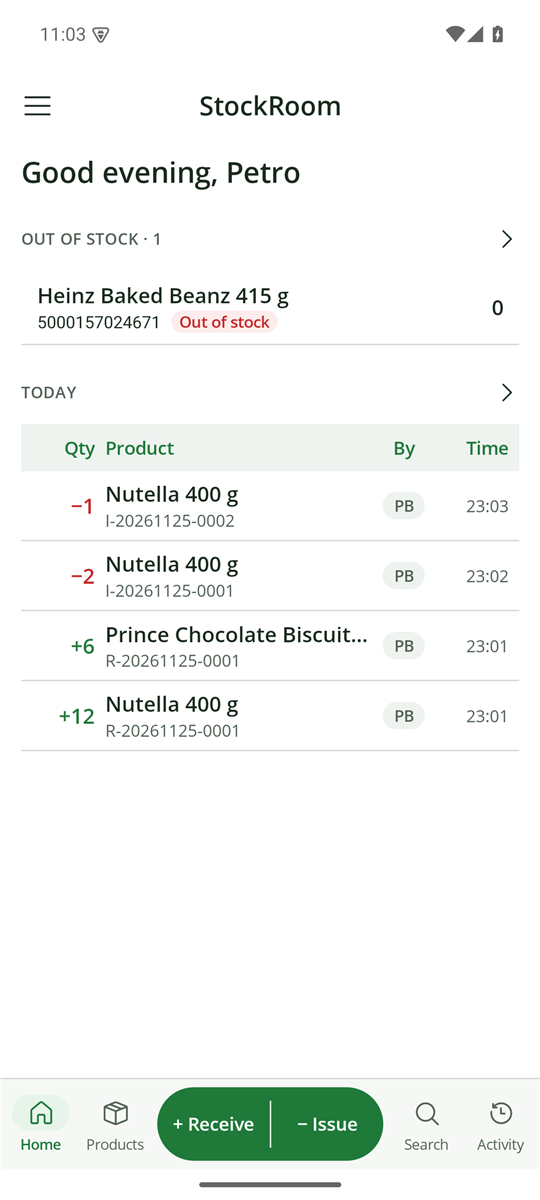 11:03
StockRoom
Good evening, Petro
OUT OF STOCK · 1
Heinz Baked Beanz 415 g
5000157024671 Out of stock
0
TODAY
Qty Product By Time
−1 Nutella 400 g PB 23:03
I-20261125-0002
−2 Nutella 400 g PB 23:02
I-20261125-0001
+6 Prince Chocolate Biscuit... PB 23:01
R-20261125-0001
+12 Nutella 400 g PB 23:01
R-20261125-0001
+ Receive − Issue
Home Products Search Activity